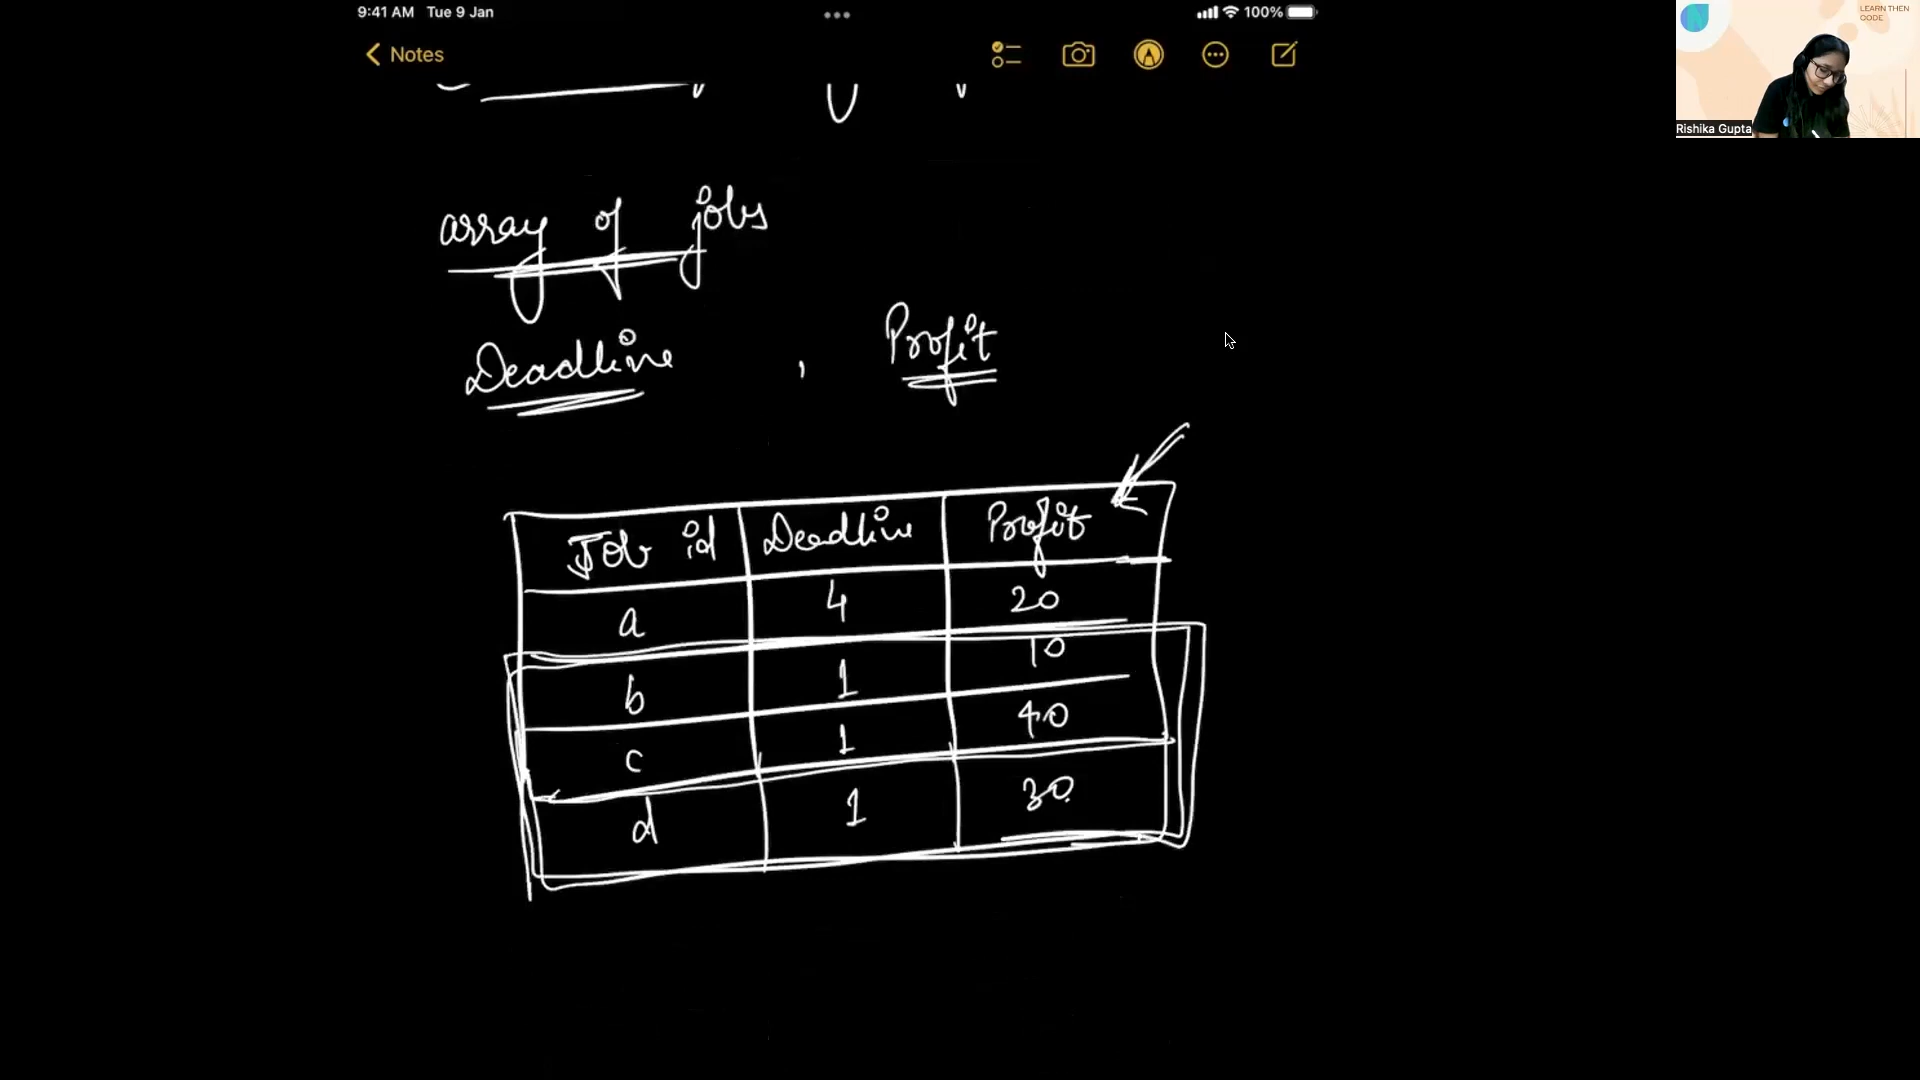 9:41 AM Tue 9 Jan
100%
LEARN THEN
CODE
Notes
Rishika Gupta
array of jobs
Deadline , Profit
Job id Deadline Profit
a 4 20
b 1 10
c 1 40
d 1 30